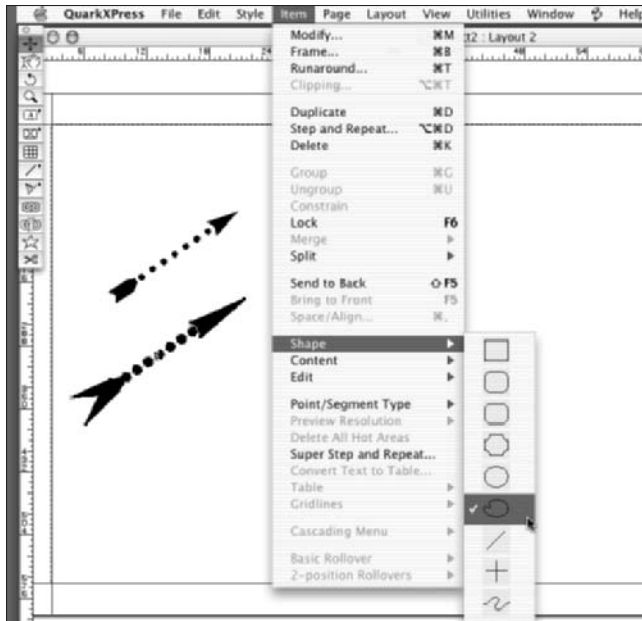 QuarkXPress File Edit Style Item Page Layout View Utilities Window Help
ct2 : Layout 2
Modify... ⌘M
Frame... ⌘B
Runaround... ⌘T
Clipping... ⌥⌘T
Duplicate ⌘D
Step and Repeat... ⌥⌘D
Delete ⌘K
Group ⌘G
Ungroup ⌘U
Constrain
Lock F6
Merge
Split
Send to Back ⇧F5
Bring to Front F5
Space/Align... ⌘,
Shape
Content
Edit
Point/Segment Type
Preview Resolution
Delete All Hot Areas
Super Step and Repeat...
Convert Text to Table...
Table
Gridlines
Cascading Menu
Basic Rollover
2-position Rollovers